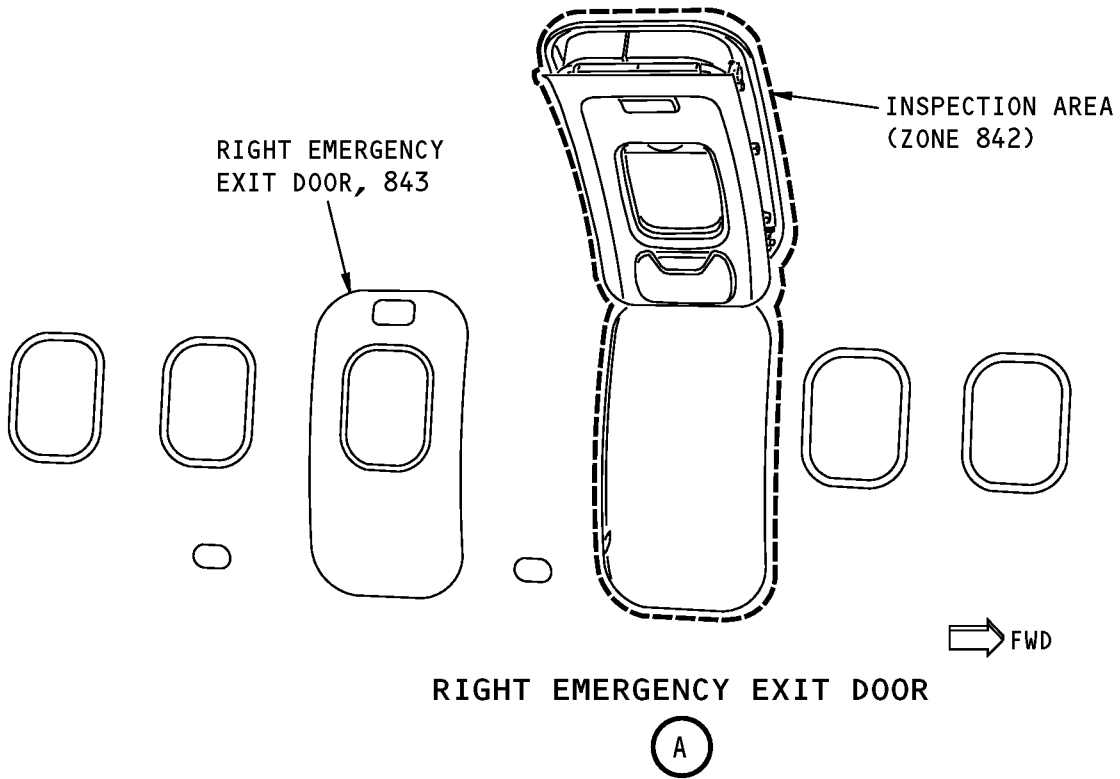 INSPECTION AREA
(ZONE 842)
RIGHT EMERGENCY
EXIT DOOR, 843
FWD
RIGHT EMERGENCY EXIT DOOR
A